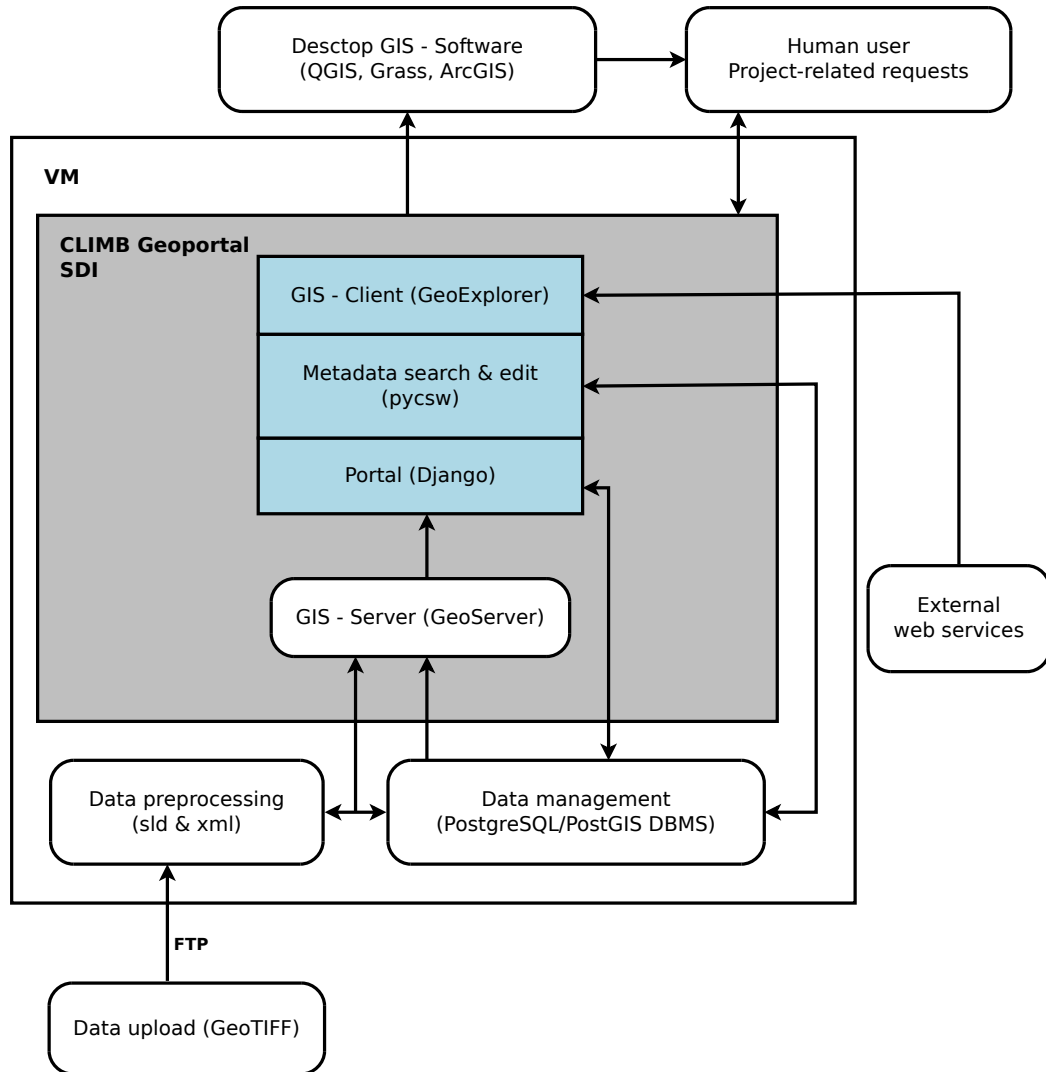 Desctop GIS - Software
(QGIS, Grass, ArcGIS)
Human user
Project-related requests
VM
CLIMB Geoportal
SDI
GIS - Client (GeoExplorer)
Metadata search & edit
(pycsw)
Portal (Django)
GIS - Server (GeoServer)
External
web services
Data preprocessing
(sld & xml)
Data management
(PostgreSQL/PostGIS DBMS)
FTP
Data upload (GeoTIFF)